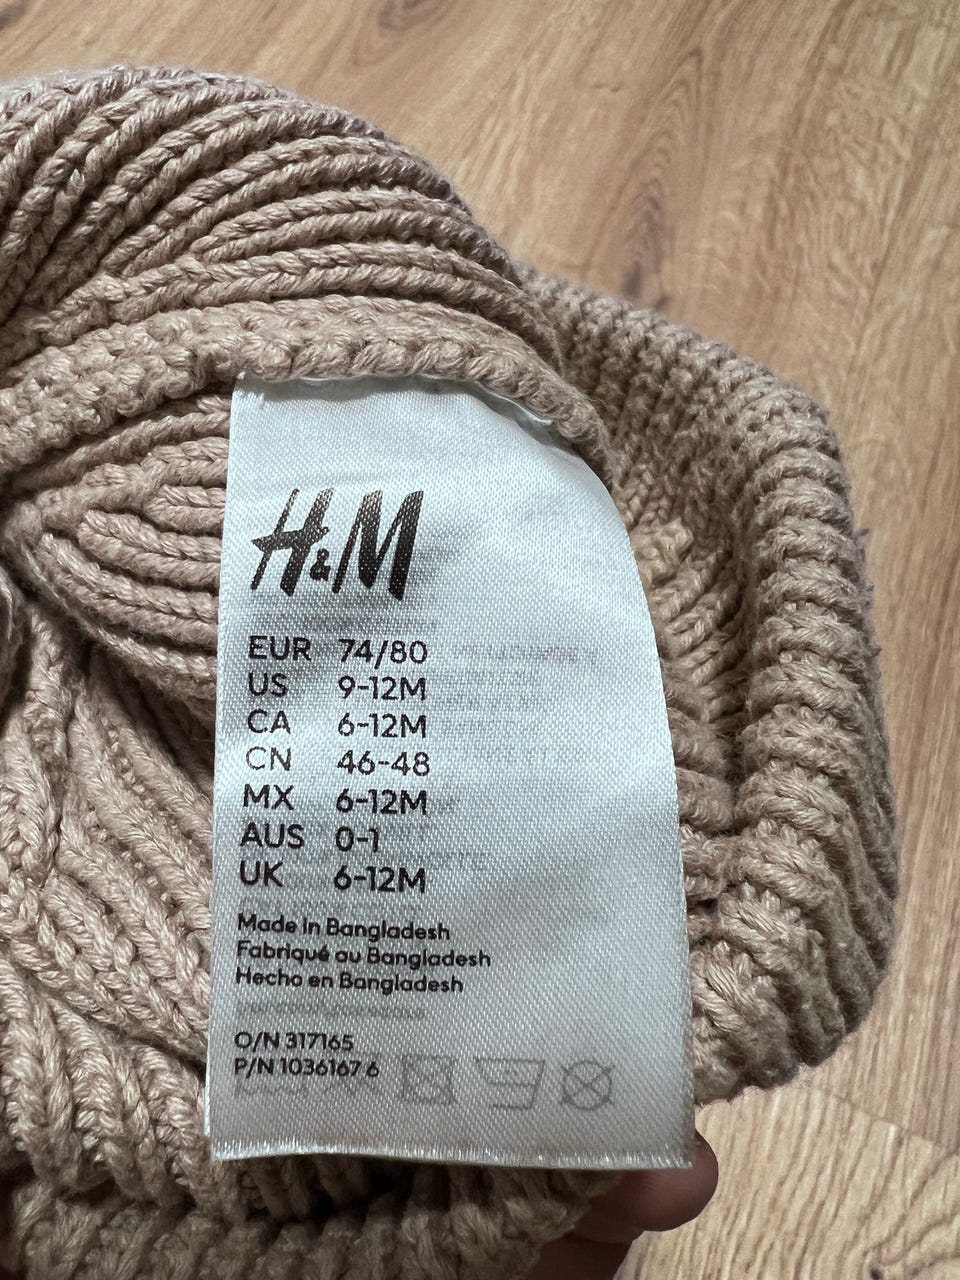 H&M
EUR 74/80
US 9-12M
CA 6-12M
CN 46-48
MX 6-12M
AUS 0-1
UK 6-12M
Made in Bangladesh
Fabriqué au Bangladesh
Hecho en Bangladesh
O/N 317165
P/N 1036167 6